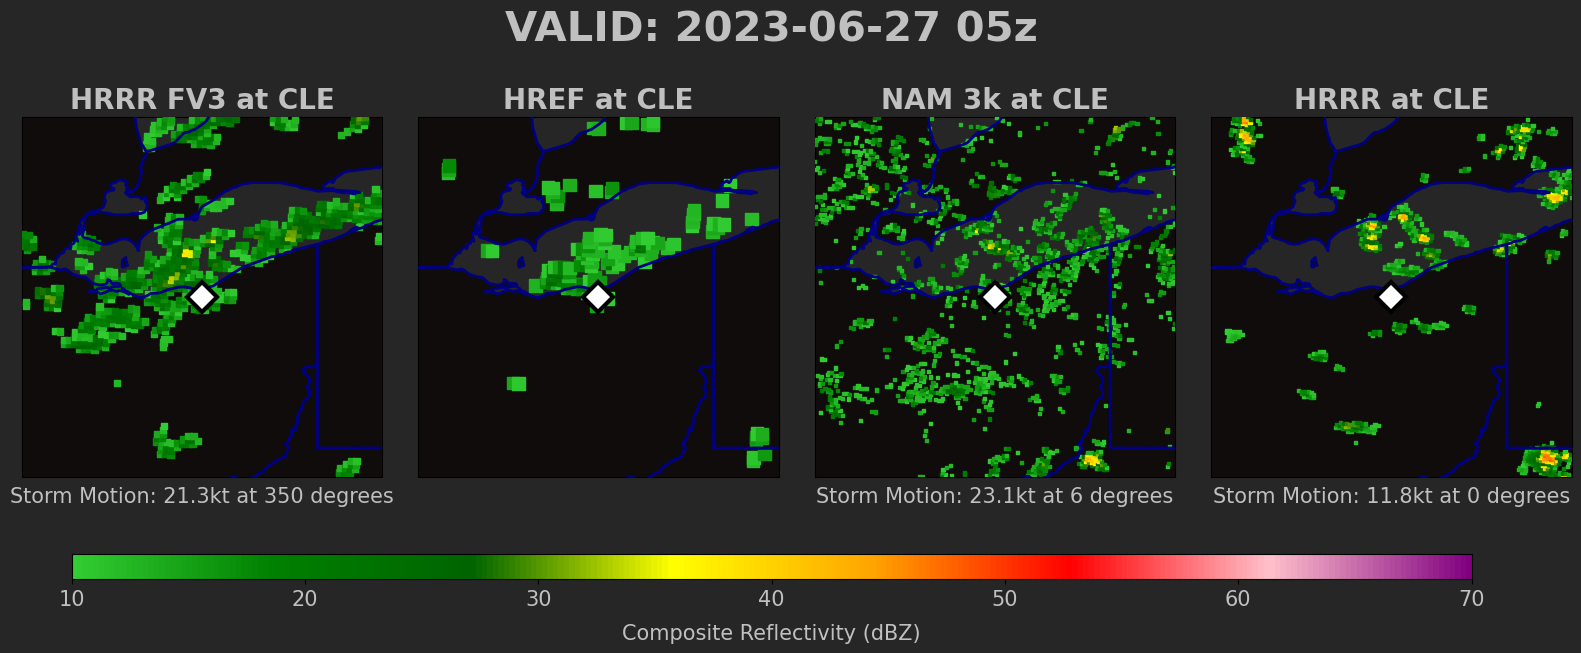 VALID: 2023-06-27 05z
HRRR FV3 at CLE
HREF at CLE
NAM 3k at CLE
HRRR at CLE
Storm Motion: 21.3kt at 350 degrees
Storm Motion: 23.1kt at 6 degrees
Storm Motion: 11.8kt at 0 degrees
10 20 30 40 50 60 70
Composite Reflectivity (dBZ)